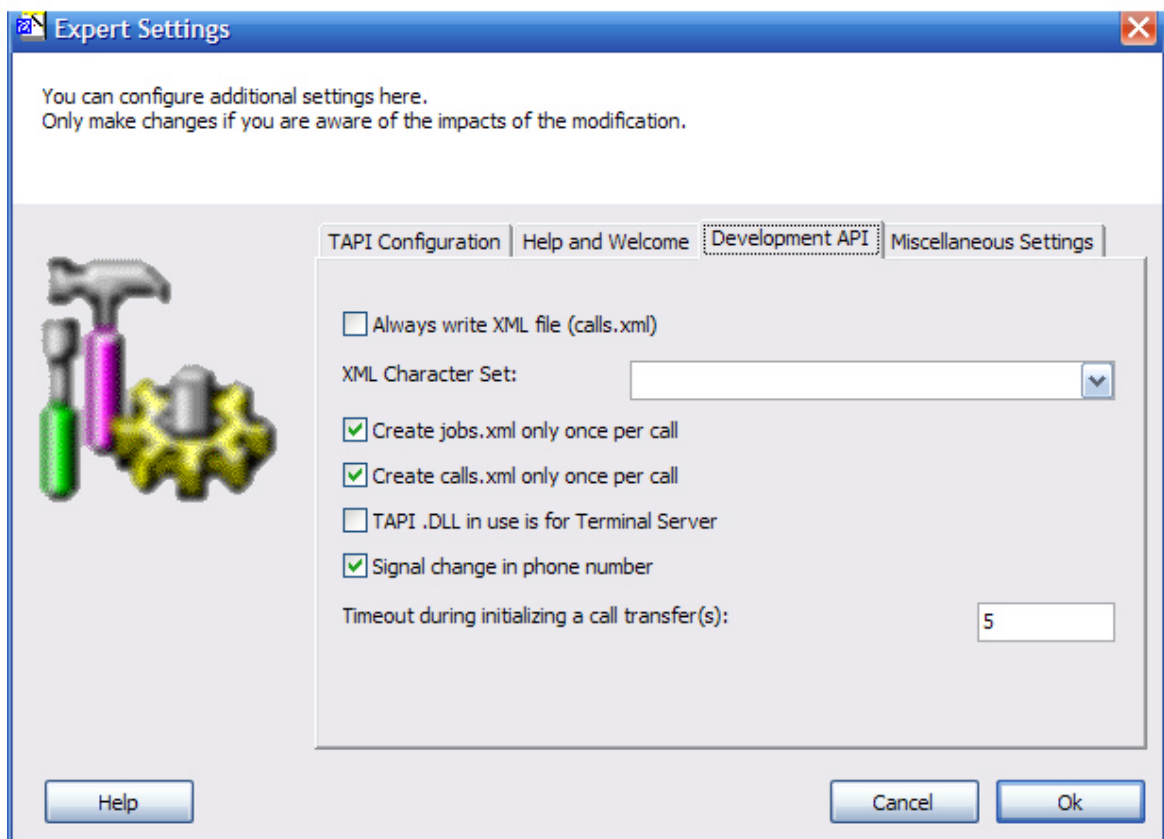 Expert Settings
You can configure additional settings here.
Only make changes if you are aware of the impacts of the modification.
TAPI Configuration
Help and Welcome
Development API
Miscellaneous Settings
Always write XML file (calls.xml)
XML Character Set:
Create jobs.xml only once per call
Create calls.xml only once per call
TAPI .DLL in use is for Terminal Server
Signal change in phone number
Timeout during initializing a call transfer(s):
5
Help
Cancel
Ok